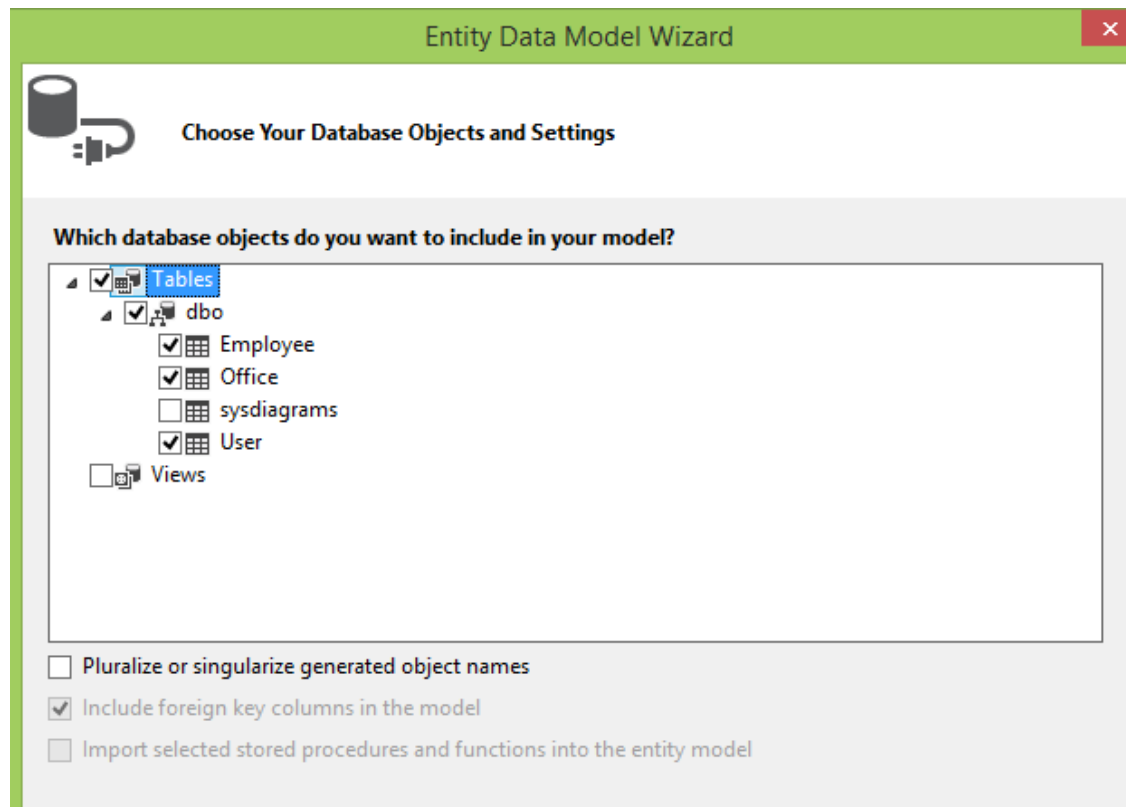 Entity Data Model Wizard
Choose Your Database Objects and Settings
Which database objects do you want to include in your model?
Tables
dbo
Employee
Office
sysdiagrams
User
Views
Pluralize or singularize generated object names
Include foreign key columns in the model
Import selected stored procedures and functions into the entity model